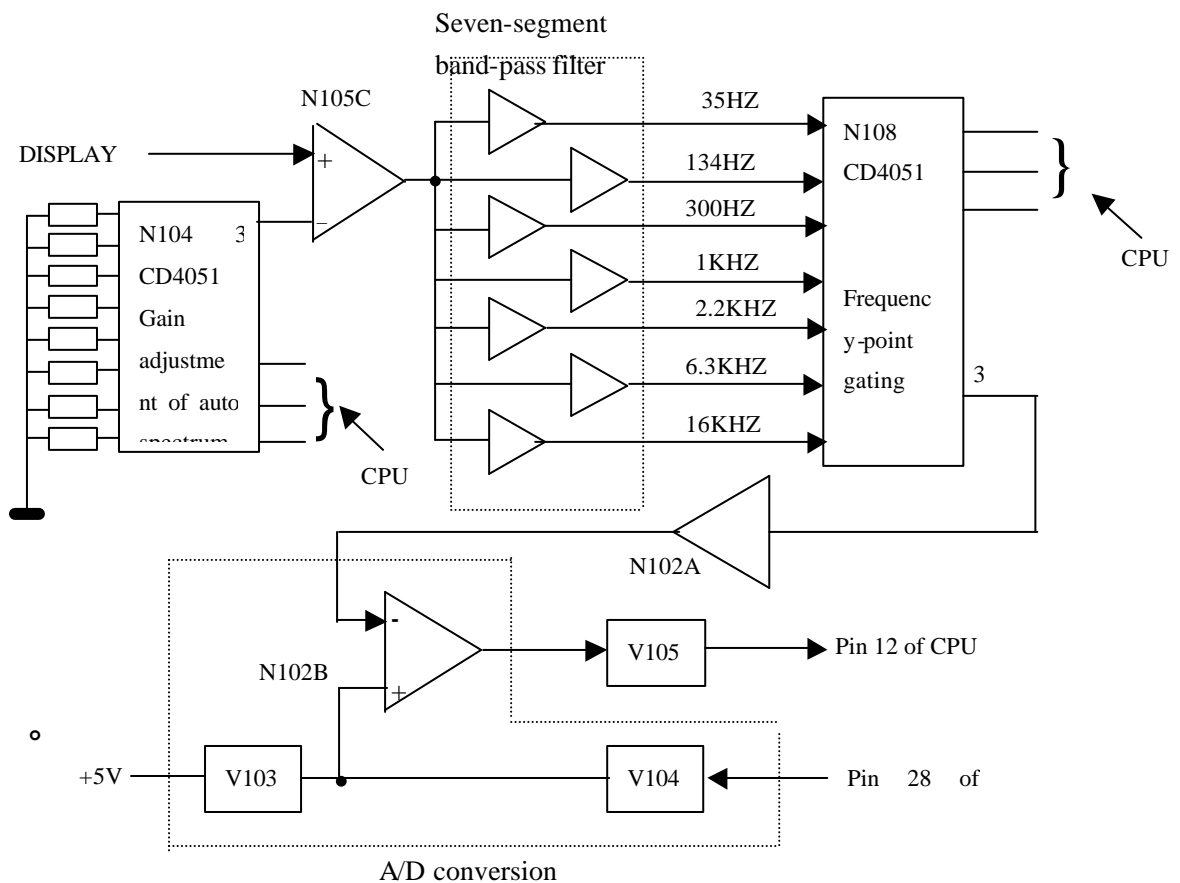 Seven-segment
band-pass filter
N105C
35HZ
DISPLAY
+
134HZ
N108
CD4051
300HZ
N104 3
–
CPU
CD4051
1KHZ
Gain
2.2KHZ
Frequenc
y-point
gating
adjustme
6.3KHZ
3
nt of auto
16KHZ
spectrum
CPU
N102A
-
N102B
+
V105
Pin 12 of CPU
+5V
V103
V104
Pin 28 of
A/D conversion